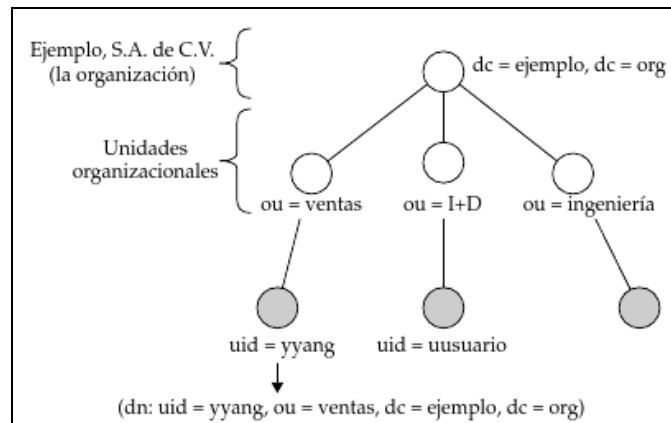 Ejemplo, S.A. de C.V.
(la organización)
dc = ejemplo, dc = org
Unidades
organizacionales
ou = ventas
ou = I+D
ou = ingeniería
uid = yyang
uid = uusuario
(dn: uid = yyang, ou = ventas, dc = ejemplo, dc = org)